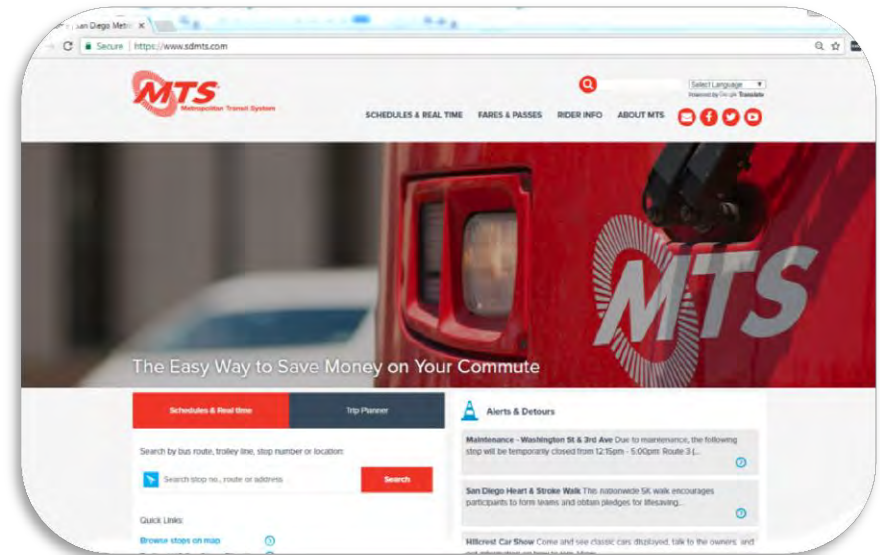 San Diego Metr
Secure | https://www.sdmts.com
MTS
Metropolitan Transit System
Select Language
Powered by Google Translate
SCHEDULES & REAL TIME FARES & PASSES RIDER INFO ABOUT MTS
MTS
The Easy Way to Save Money on Your Commute
Schedules & Real time
Trip Planner
Search by bus route, trolley line, stop number or location:
Search stop no., route or address
Search
Quick Links:
Browse stops on map
Alerts & Detours
Maintenance - Washington St & 3rd Ave Due to maintenance, the following
stop will be temporarily closed from 12:15pm - 5:00pm: Route 3 (...
San Diego Heart & Stroke Walk This nationwide 5K walk encourages
participants to form teams and obtain pledges for lifesaving...
Hillcrest Car Show Come and see classic cars displayed, talk to the owners, and